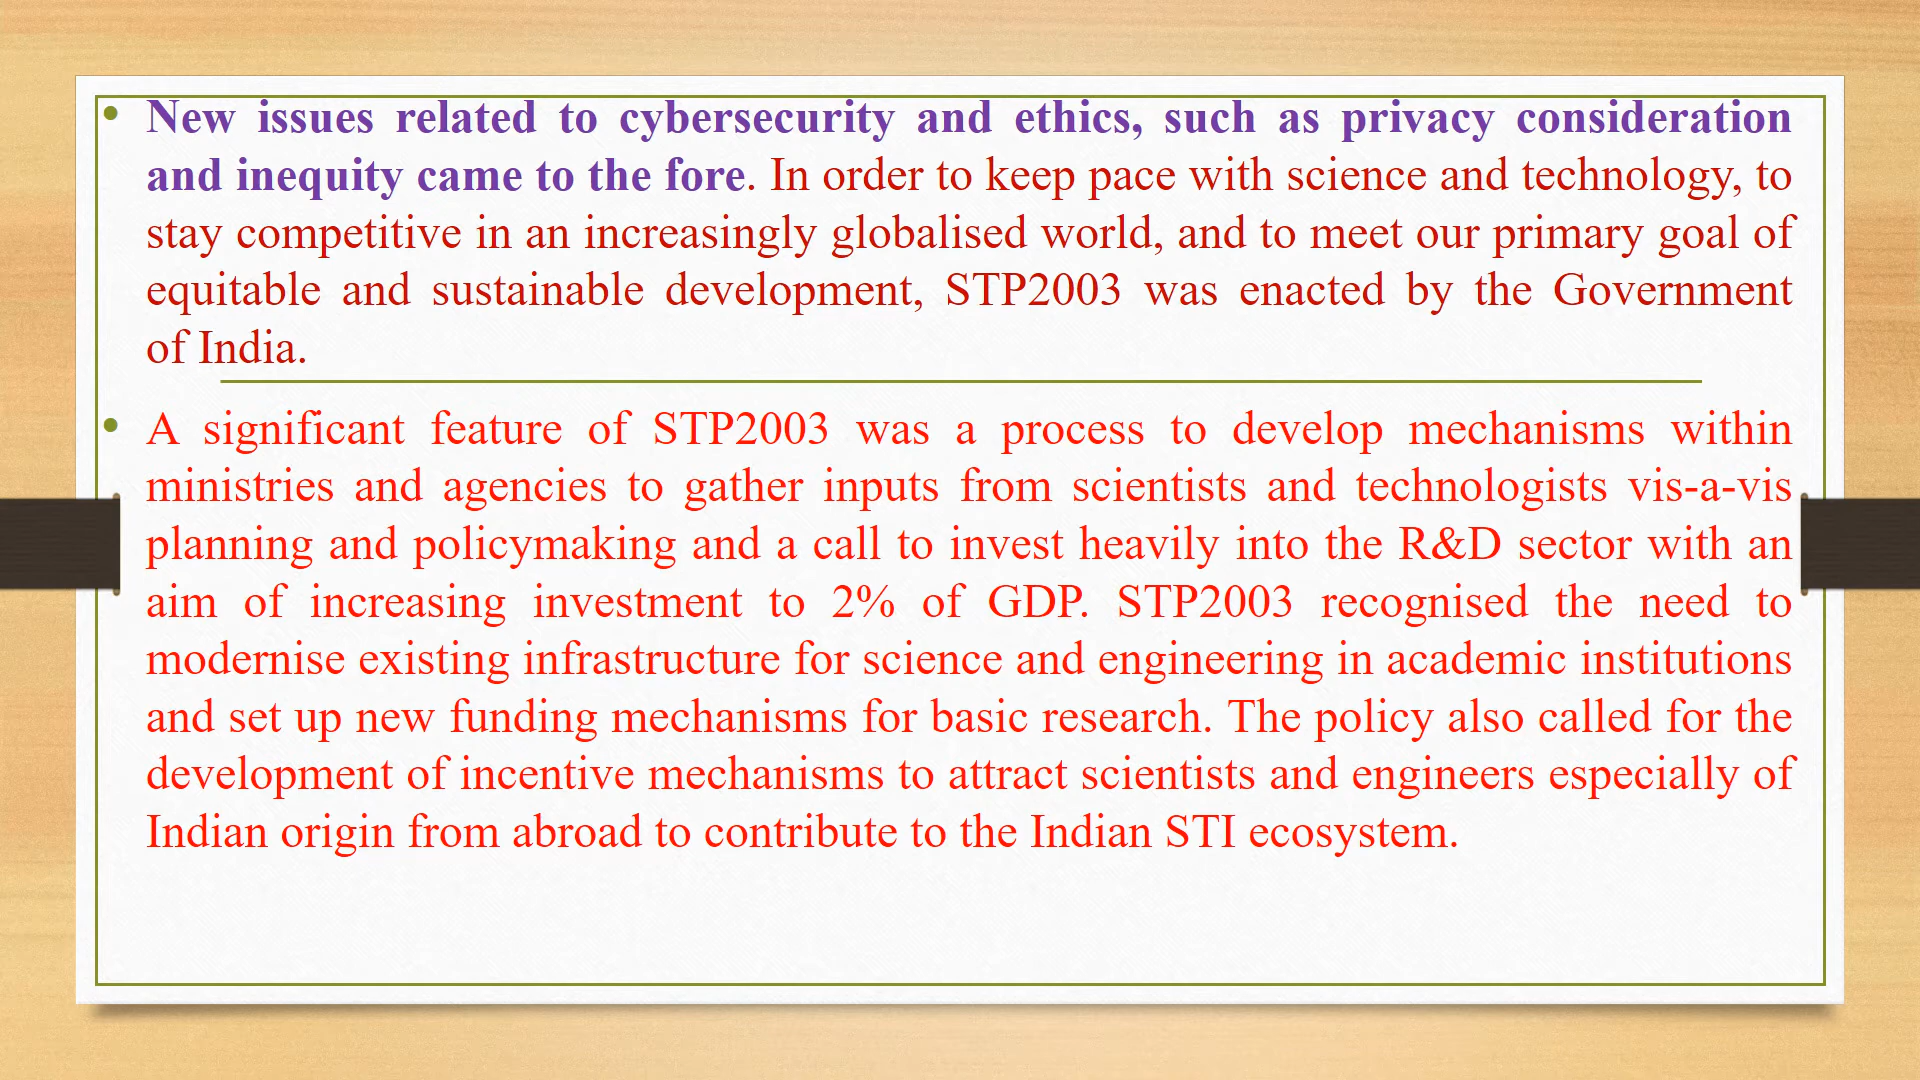 • New issues related to cybersecurity and ethics, such as privacy consideration
and inequity came to the fore. In order to keep pace with science and technology, to
stay competitive in an increasingly globalised world, and to meet our primary goal of
equitable and sustainable development, STP2003 was enacted by the Government
of India.
• A significant feature of STP2003 was a process to develop mechanisms within
ministries and agencies to gather inputs from scientists and technologists vis-a-vis
planning and policymaking and a call to invest heavily into the R&D sector with an
aim of increasing investment to 2% of GDP. STP2003 recognised the need to
modernise existing infrastructure for science and engineering in academic institutions
and set up new funding mechanisms for basic research. The policy also called for the
development of incentive mechanisms to attract scientists and engineers especially of
Indian origin from abroad to contribute to the Indian STI ecosystem.